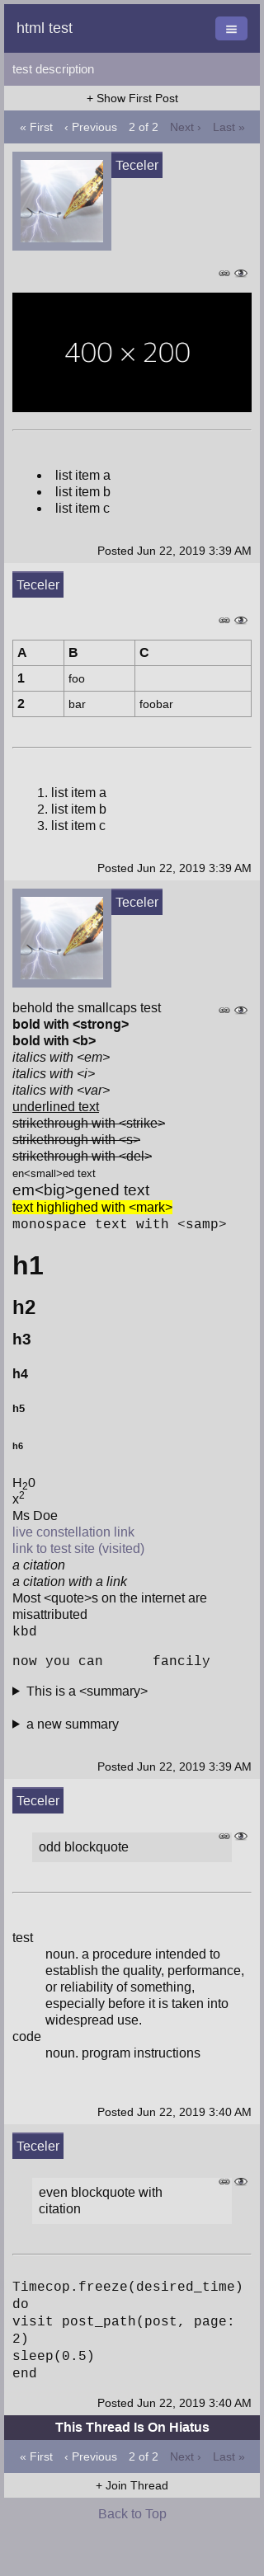 html test
test description
+ Show First Post
« First ‹ Previous 2 of 2 Next › Last »
Teceler
400 × 200
• list item a
• list item b
• list item c
Posted Jun 22, 2019 3:39 AM
Teceler
A B C
1 foo
2 bar foobar
1. list item a
2. list item b
3. list item c
Posted Jun 22, 2019 3:39 AM
Teceler
behold the smallcaps test
bold with <strong>
bold with <b>
italics with <em>
italics with <i>
italics with <var>
underlined text
strikethrough with <strike>
strikethrough with <s>
strikethrough with <del>
en<small>ed text
em<big>gened text
text highlighed with <mark>
monospace text with <samp>
h1
h2
h3
h4
h5
h6
H₂0
x²
Ms Doe
live constellation link
link to test site (visited)
a citation
a citation with a link
Most <quote>s on the internet are
misattributed
kbd
now you can      fancily
▶ This is a <summary>
▶ a new summary
Posted Jun 22, 2019 3:39 AM
Teceler
odd blockquote
test
noun. a procedure intended to
establish the quality, performance,
or reliability of something,
especially before it is taken into
widespread use.
code
noun. program instructions
Posted Jun 22, 2019 3:40 AM
Teceler
even blockquote with
citation
Timecop.freeze(desired_time)
do
visit post_path(post, page:
2)
sleep(0.5)
end
Posted Jun 22, 2019 3:40 AM
This Thread Is On Hiatus
« First ‹ Previous 2 of 2 Next › Last »
+ Join Thread
Back to Top